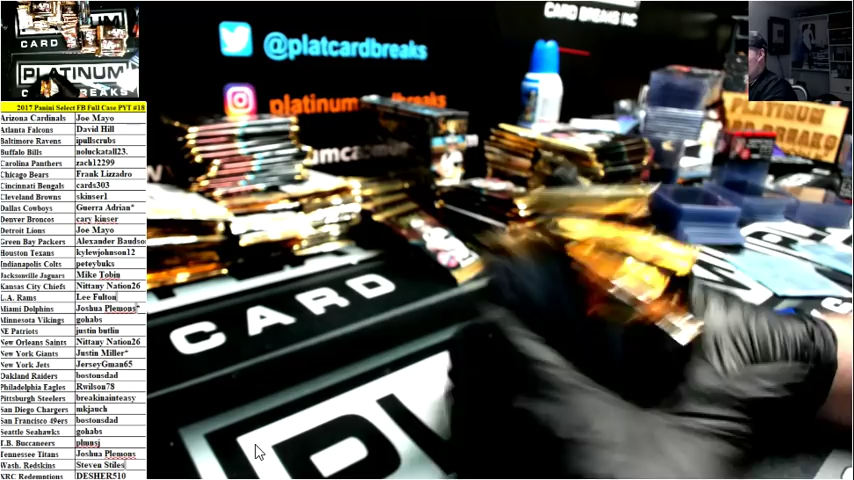 CARD
PLATINUM
C BREAKS
CARD BREAKS INC
@platcardbreaks
platinum
PLATINUM
CARD
2017 Panini Select FB Full Case PYT #18
Arizona Cardinals Joe Mayo
Atlanta Falcons David Hill
Baltimore Ravens ipullscrubs
Buffalo Bills noluckatall23.
Carolina Panthers zach12299
Chicago Bears Frank Lizzadro
Cincinnati Bengals cards303
Cleveland Browns skinser1
Dallas Cowboys Guerra Adrian*
Denver Broncos cary kinser
Detroit Lions Joe Mayo
Green Bay Packers Alexander Baudso
Houston Texans kylewjohnson12
Indianapolis Colts peteybuks
Jacksonville Jaguars Mike Tobin
Kansas City Chiefs Nittany Nation26
L.A. Rams Lee Fulton
Miami Dolphins Joshua Plemons*
Minnesota Vikings gohabs
NE Patriots justin butlin
New Orleans Saints Nittany Nation26
New York Giants Justin Miller*
New York Jets JerseyGman65
Oakland Raiders bostonsdad
Philadelphia Eagles Rwilson78
Pittsburgh Steelers breakinainteasy
San Diego Chargers mkjauch
San Francisco 49ers bostonsdad
Seattle Seahawks gohabs
T.B. Buccaneers phunsj
Tennessee Titans Joshua Plemons
Wash. Redskins Steven Stiles
XRC Redemptions DESHER510